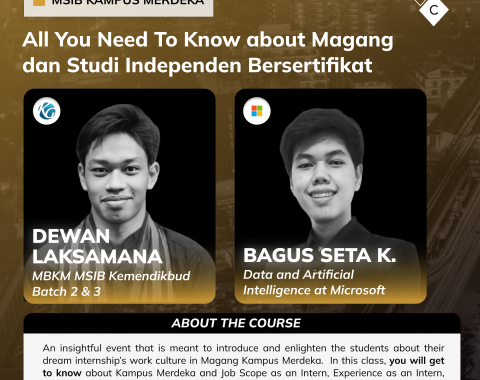 MSIB KAMPUS MERDEKA
C
All You Need To Know about Magang
dan Studi Independen Bersertifikat
DEWAN
LAKSAMANA
MBKM MSIB Kemendikbud
Batch 2 & 3
BAGUS SETA K.
Data and Artificial
Intelligence at Microsoft
ABOUT THE COURSE
An insightful event that is meant to introduce and enlighten the students about their
dream internship's work culture in Magang Kampus Merdeka. In this class, you will get
to know about Kampus Merdeka and Job Scope as an Intern, Experience as an Intern,